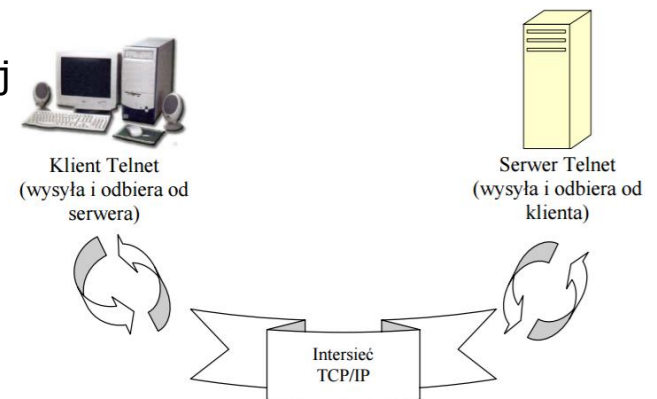 j
Klient Telnet
(wysyła i odbiera od
serwera)
Serwer Telnet
(wysyła i odbiera od
klienta)
Intersieć
TCP/IP